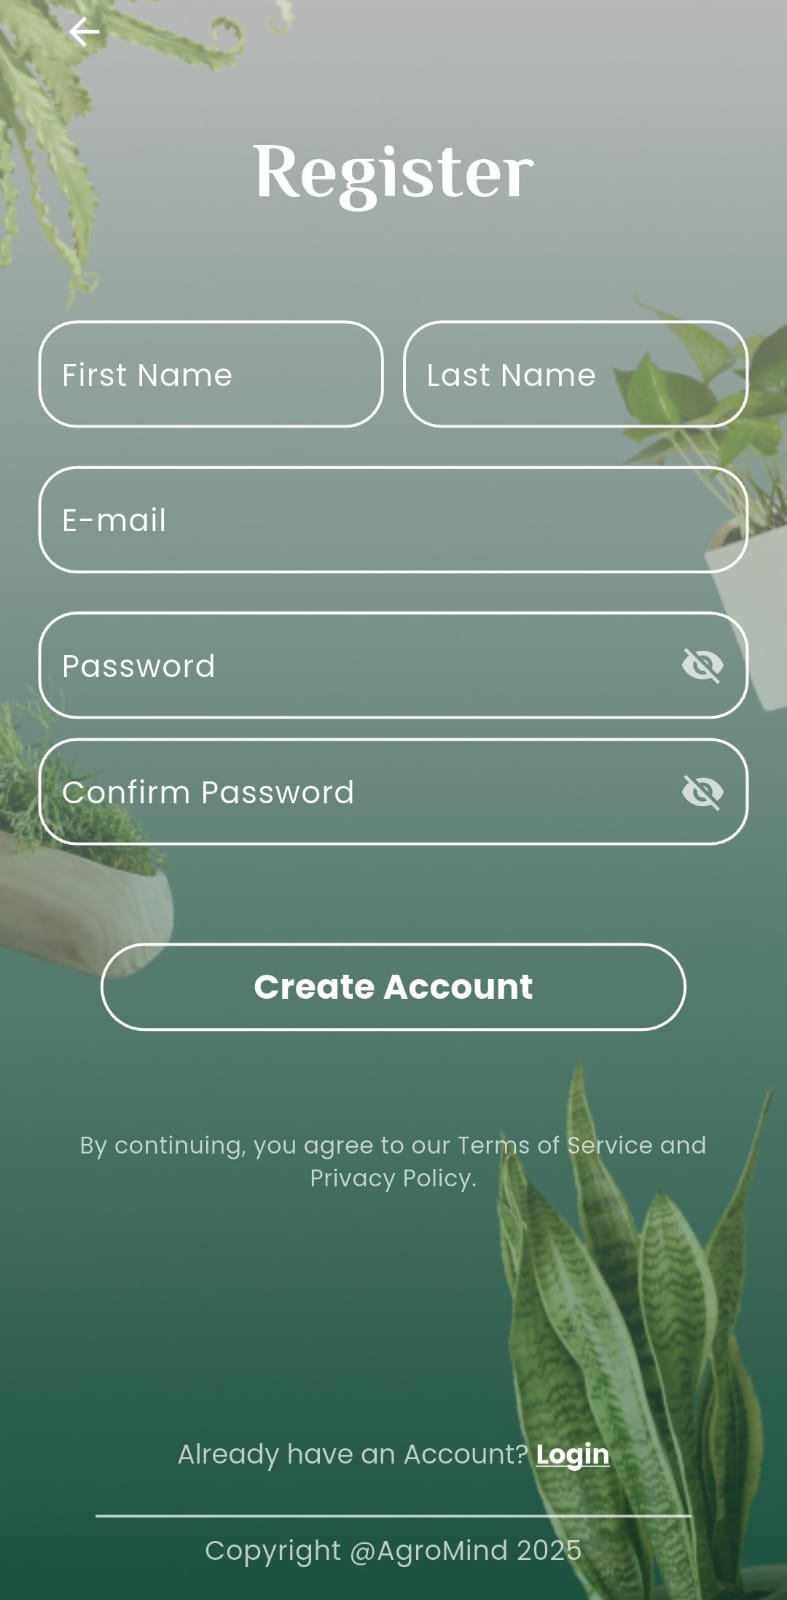 Register
First Name
Last Name
E-mail
Password
Confirm Password
Create Account
By continuing, you agree to our Terms of Service and
Privacy Policy.
Already have an Account? Login
Copyright @AgroMind 2025